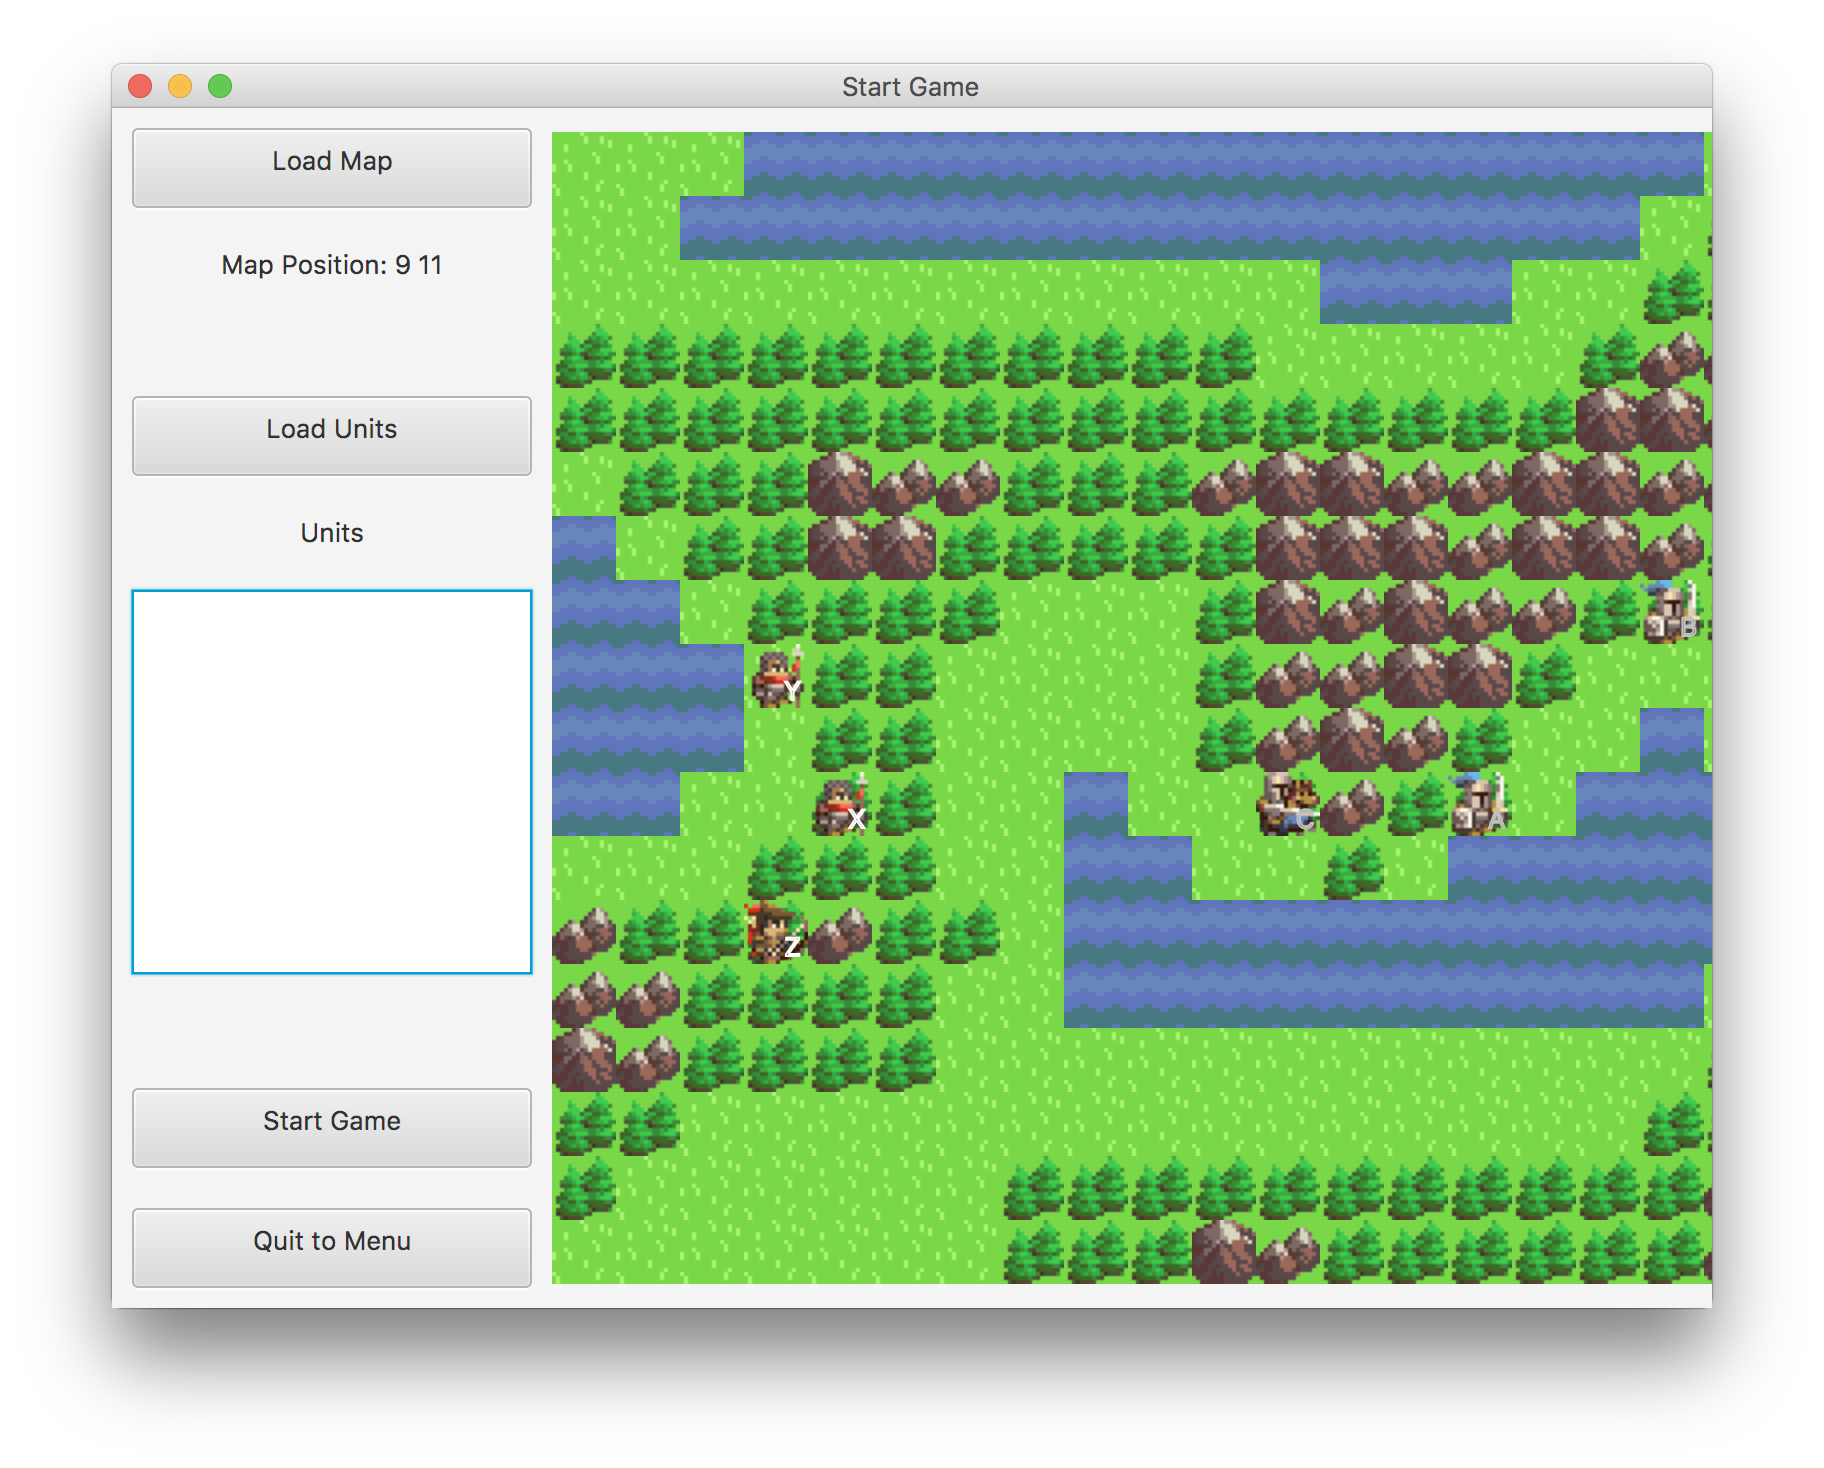 Start Game
Load Map
Map Position: 9 11
Load Units
Units
Start Game
Quit to Menu
B
Y
X
C
A
Z